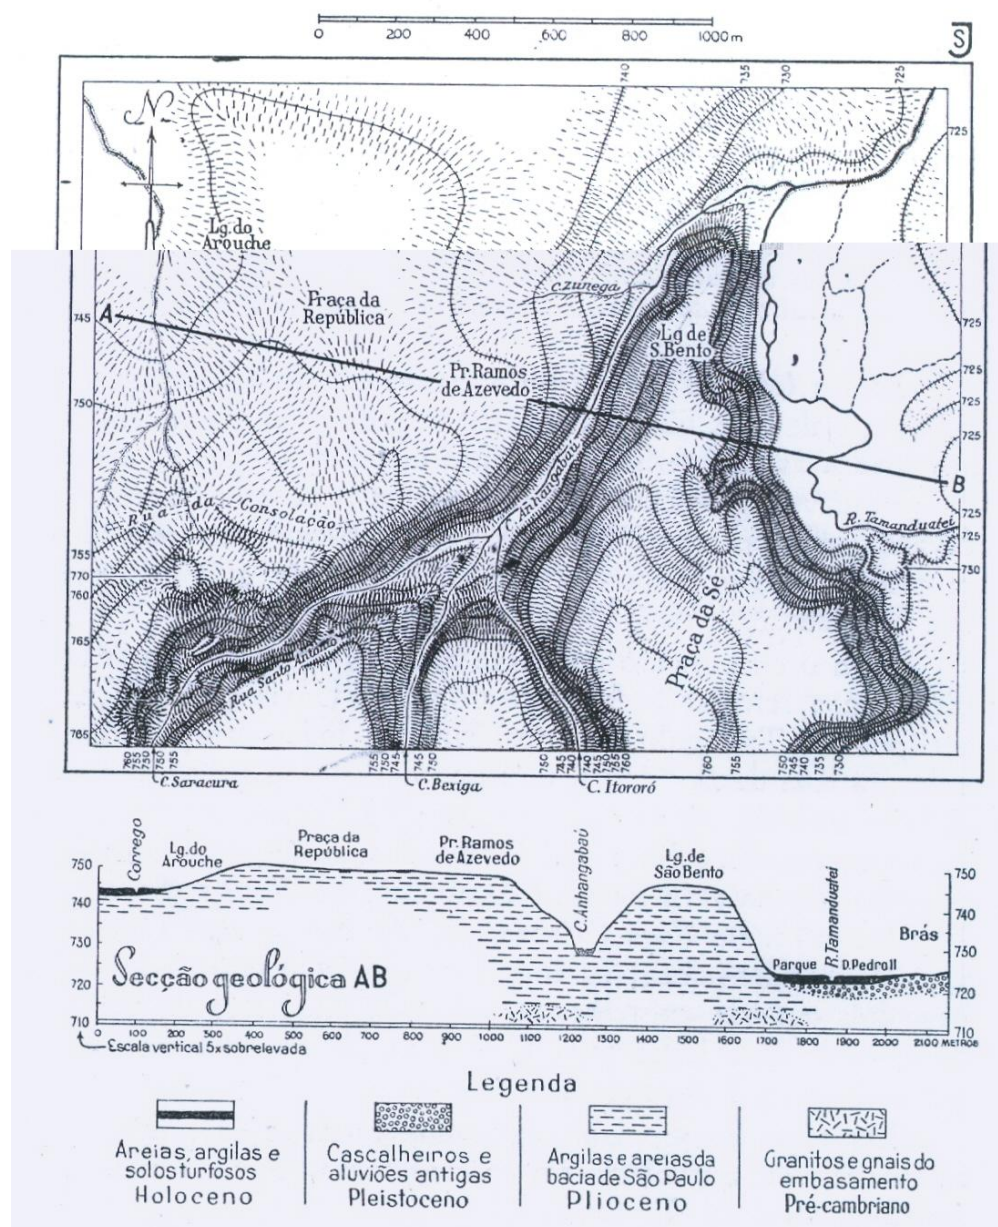 0 200 400 600 800 1000 m
SJ
740 735 730 725
N
725
Lg. do
Arouche
C. Zunega
Praça da
República
745
A
Lg. de
S. Bento
725
Pr. Ramos
de Azevedo
725
750
725
725
C. Anhangabaú
B
Rua da Consolação
R. Tamanduateí
725
755
770
730
760
Praça da Sé
765
Rua Santo Antonio
765
760 755 750 750 755
755 750 745 745 750
750 745 740 740 745 750 755 760
760 755 750 745 740 735 730
C. Saracura
C. Bexiga
C. Itororó
Corrego
Lg. do
Arouche
Praça da
República
Pr. Ramos
de Azevedo
C. Anhangabaú
Lg. de
São Bento
R. Tamanduateí
Brás
Parque D. Pedro II
750
740
730
720
710
750
740
750
720
710
Secção geológica AB
0 100 200 300 400 500 600 700 800 900 1000 1100 1200 1300 1400 1500 1600 1700 1800 1900 2000 2100 METROS
Escala vertical 5x sobrelevada
Legenda
Areias, argilas e
solos turfosos
Holoceno
Cascalheiros e
aluviões antigas
Pleistoceno
Argilas e areias da
bacia de São Paulo
Plioceno
Granitos e gnais do
embasamento
Pré-cambriano